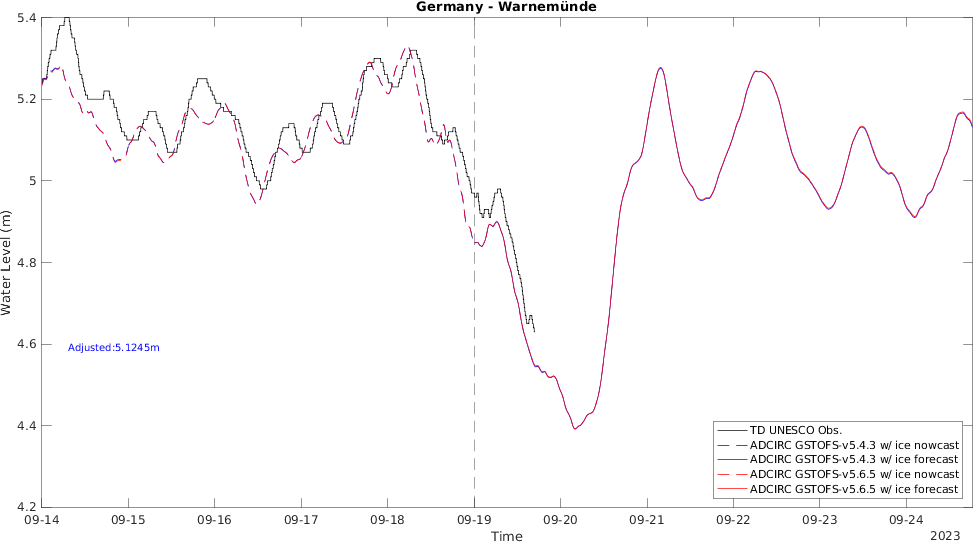 Germany - Warnemünde
5.4
5.2
5
4.8
4.6
4.4
4.2
Water Level (m)
Adjusted:5.1245m
TD UNESCO Obs.
ADCIRC GSTOFS-v5.4.3 w/ ice nowcast
ADCIRC GSTOFS-v5.4.3 w/ ice forecast
ADCIRC GSTOFS-v5.6.5 w/ ice nowcast
ADCIRC GSTOFS-v5.6.5 w/ ice forecast
09-14 09-15 09-16 09-17 09-18 09-19 09-20 09-21 09-22 09-23 09-24
Time
2023